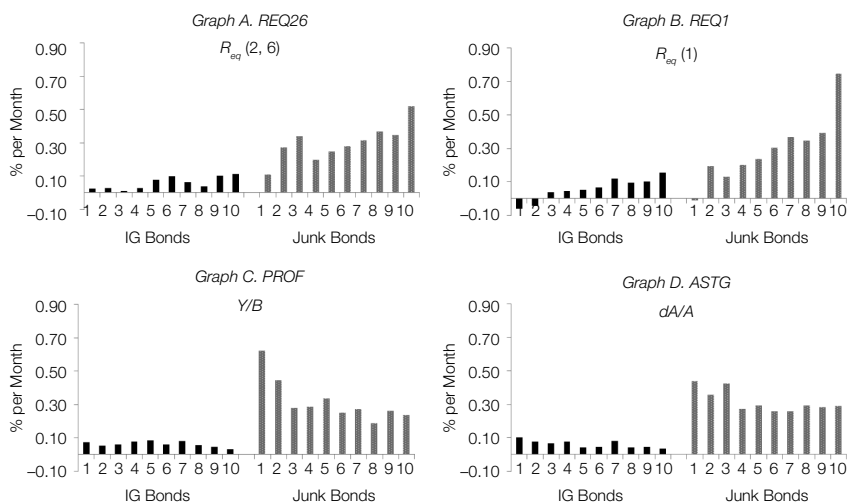 Graph A. REQ26
R_eq (2, 6)
% per Month
0.90
0.70
0.50
0.30
0.10
−0.10
1 2 3 4 5 6 7 8 9 10 1 2 3 4 5 6 7 8 9 10
IG Bonds Junk Bonds
Graph B. REQ1
R_eq (1)
% per Month
0.90
0.70
0.50
0.30
0.10
−0.10
1 2 3 4 5 6 7 8 9 10 1 2 3 4 5 6 7 8 9 10
IG Bonds Junk Bonds
Graph C. PROF
Y/B
% per Month
0.90
0.70
0.50
0.30
0.10
−0.10
1 2 3 4 5 6 7 8 9 10 1 2 3 4 5 6 7 8 9 10
IG Bonds Junk Bonds
Graph D. ASTG
dA/A
% per Month
0.90
0.70
0.50
0.30
0.10
−0.10
1 2 3 4 5 6 7 8 9 10 1 2 3 4 5 6 7 8 9 10
IG Bonds Junk Bonds